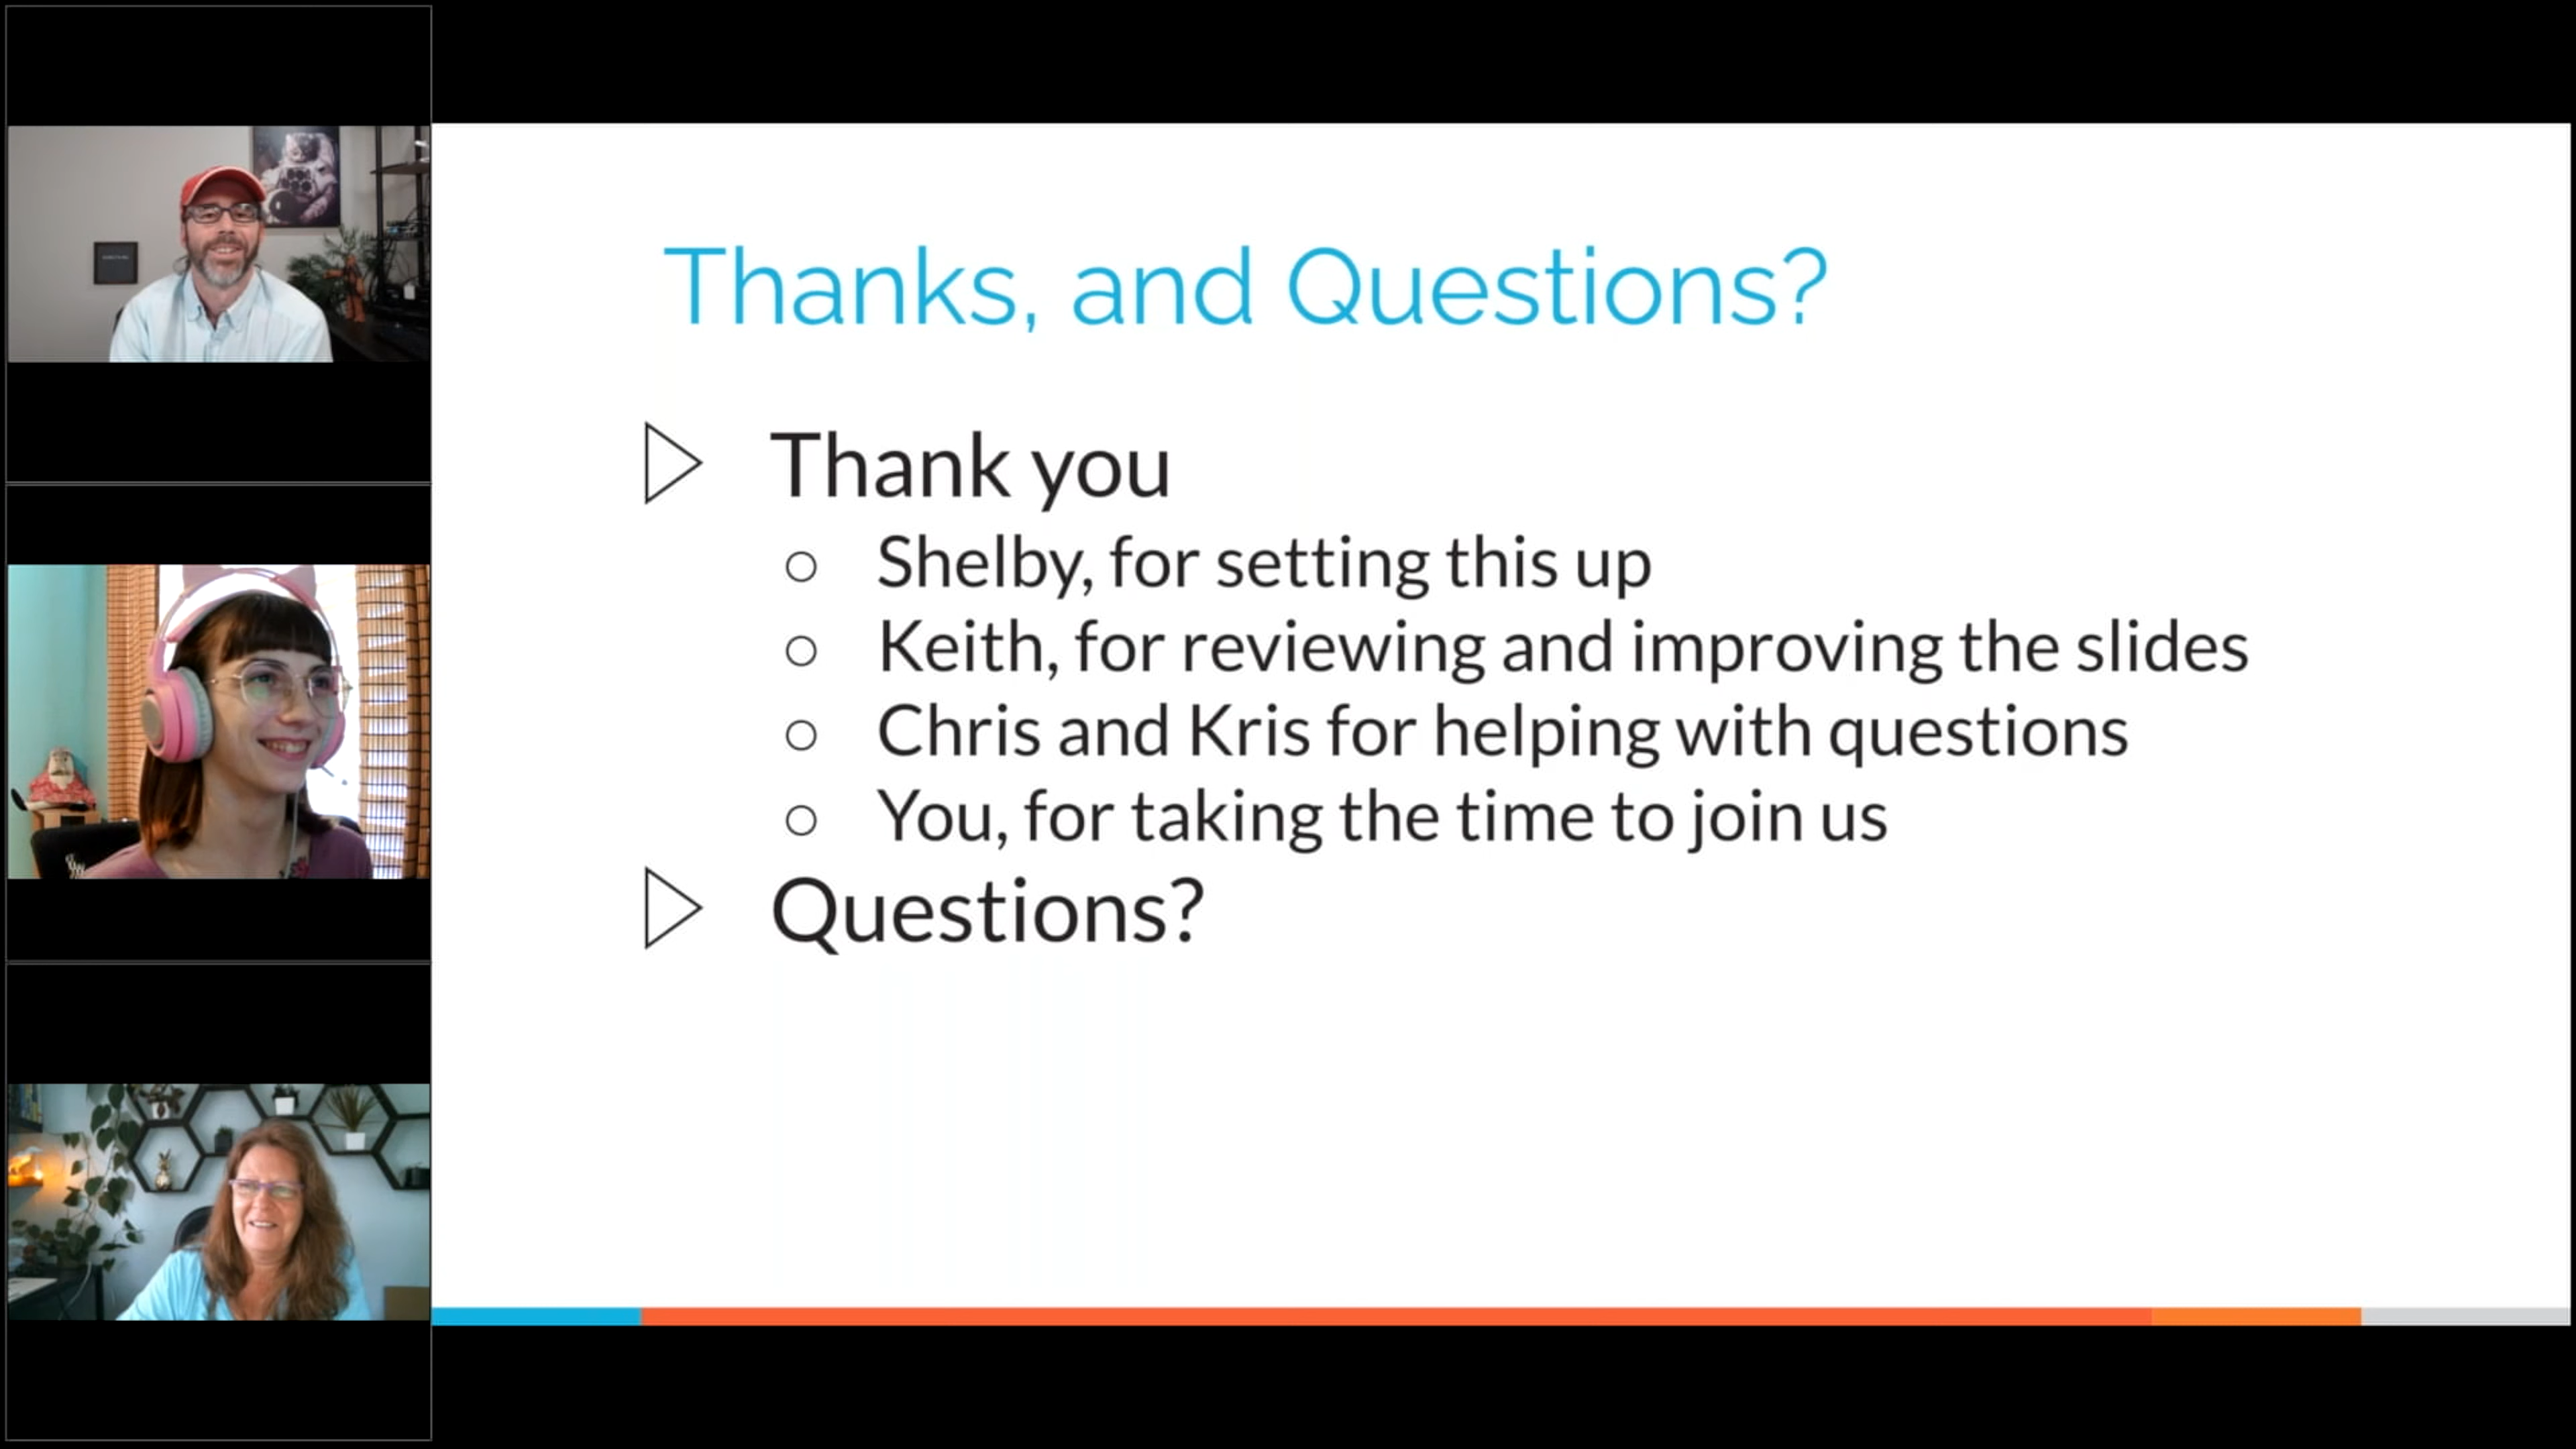 Thanks, and Questions?
Thank you
Shelby, for setting this up
Keith, for reviewing and improving the slides
Chris and Kris for helping with questions
You, for taking the time to join us
Questions?